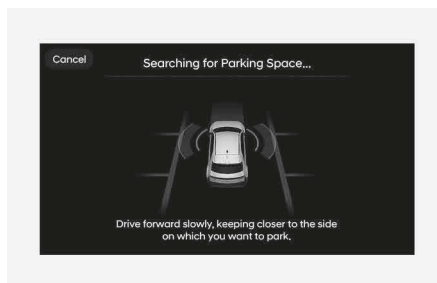 Cancel
Searching for Parking Space...
Drive forward slowly, keeping closer to the side
on which you want to park.